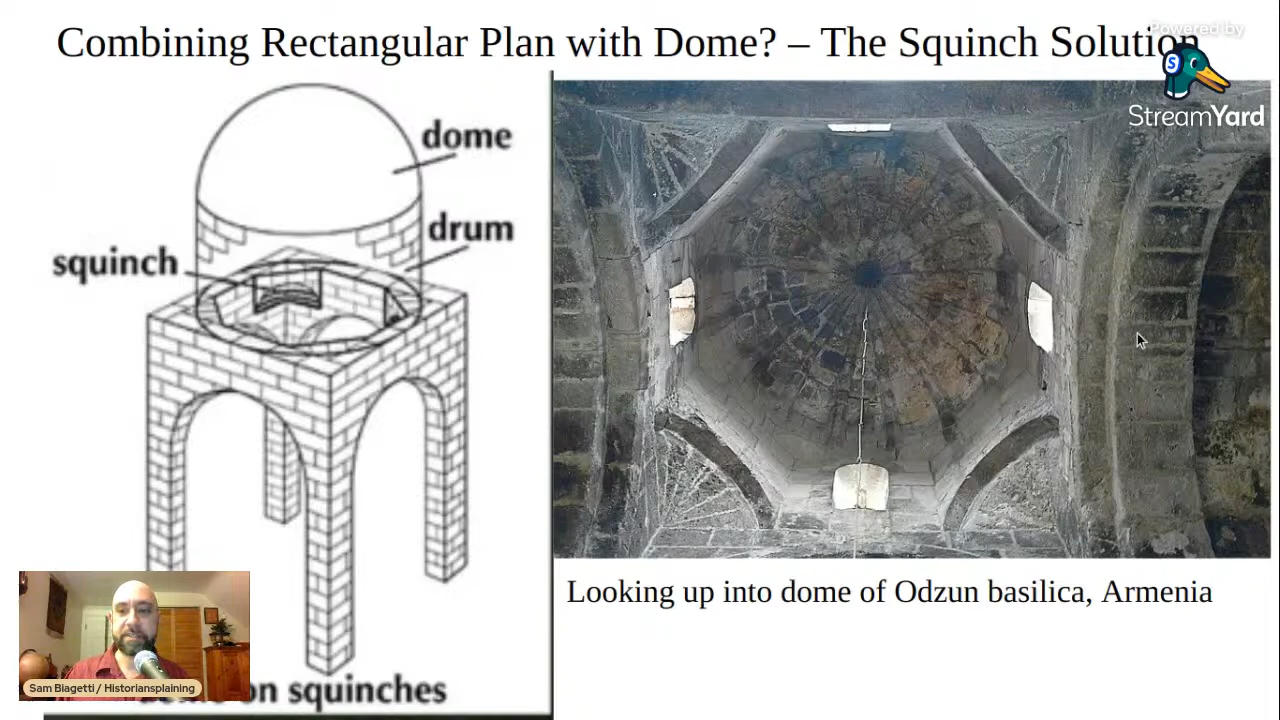 Combining Rectangular Plan with Dome? – The Squinch Solution
Powered by
StreamYard
dome
drum
squinch
on squinches
Looking up into dome of Odzun basilica, Armenia
Sam Biagetti / Historiansplaining